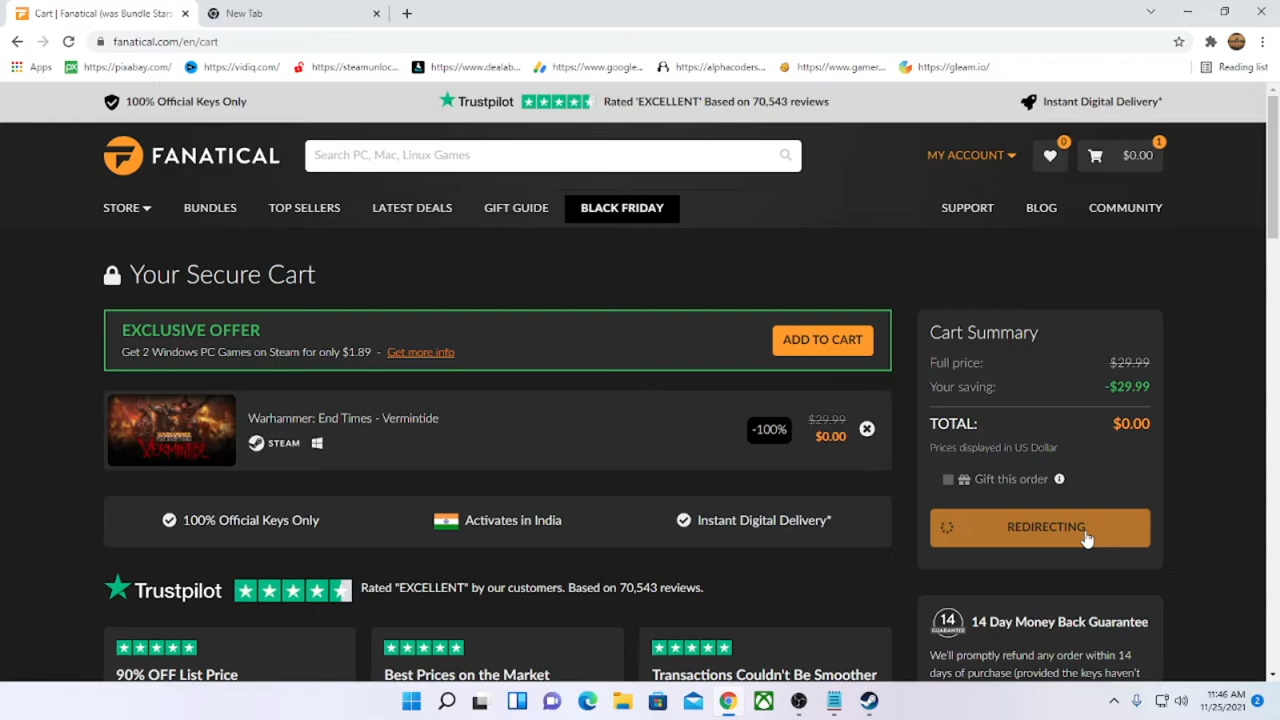 Cart | Fanatical (was Bundle Stars
New Tab
fanatical.com/en/cart
Apps
https://pixabay.com/
https://vidiq.com/
https://steamunloc...
https://www.dealab...
https://www.google...
https://alphacoders...
https://www.gamer...
https://gleam.io/
Reading list
100% Official Keys Only
Trustpilot
Rated 'EXCELLENT' Based on 70,543 reviews
Instant Digital Delivery*
FANATICAL
Search PC, Mac, Linux Games
MY ACCOUNT
0
1
$0.00
STORE
BUNDLES
TOP SELLERS
LATEST DEALS
GIFT GUIDE
BLACK FRIDAY
SUPPORT
BLOG
COMMUNITY
Your Secure Cart
EXCLUSIVE OFFER
Get 2 Windows PC Games on Steam for only $1.89 - Get more info
ADD TO CART
WARHAMMER
THE END TIMES
VERMINTIDE
Warhammer: End Times - Vermintide
STEAM
-100%
$29.99
$0.00
100% Official Keys Only
Activates in India
Instant Digital Delivery*
Trustpilot
Rated "EXCELLENT" by our customers. Based on 70,543 reviews.
90% OFF List Price
Best Prices on the Market
Transactions Couldn't Be Smoother
Cart Summary
Full price: $29.99
Your saving: -$29.99
TOTAL: $0.00
Prices displayed in US Dollar
Gift this order
REDIRECTING
14
GUARANTEE
14 Day Money Back Guarantee
We'll promptly refund any order within 14
days of purchase (provided the keys haven't
11:46 AM
11/25/2021
2